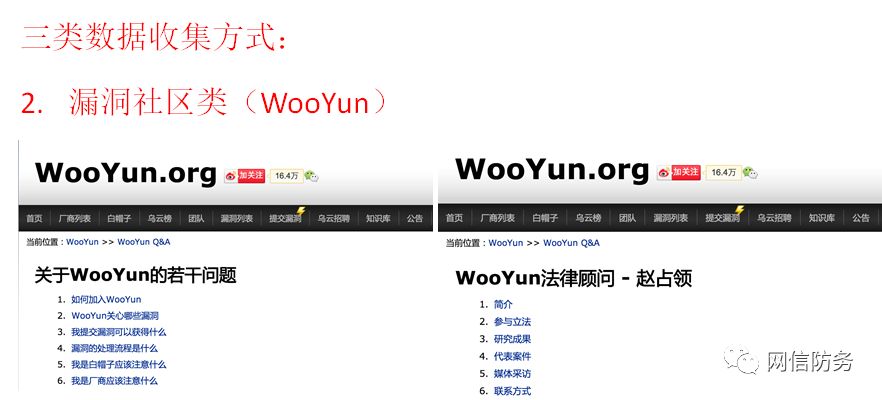 三类数据收集方式：
2. 漏洞社区类（WooYun）
WooYun.org 加关注 16.4万
首页 厂商列表 白帽子 乌云榜 团队 漏洞列表 提交漏洞 乌云招聘 知识库 公告
当前位置：WooYun >> WooYun Q&A
关于WooYun的若干问题
1. 如何加入WooYun
2. WooYun关心哪些漏洞
3. 我提交漏洞可以获得什么
4. 漏洞的处理流程是什么
5. 我是白帽子应该注意什么
6. 我是厂商应该注意什么
WooYun.org 加关注 16.4万
首页 厂商列表 白帽子 乌云榜 团队 漏洞列表 提交漏洞 乌云招聘 知识库 公告
当前位置：WooYun >> WooYun Q&A
WooYun法律顾问 - 赵占领
1. 简介
2. 参与立法
3. 研究成果
4. 代表案件
5. 媒体采访
6. 联系方式
网信防务